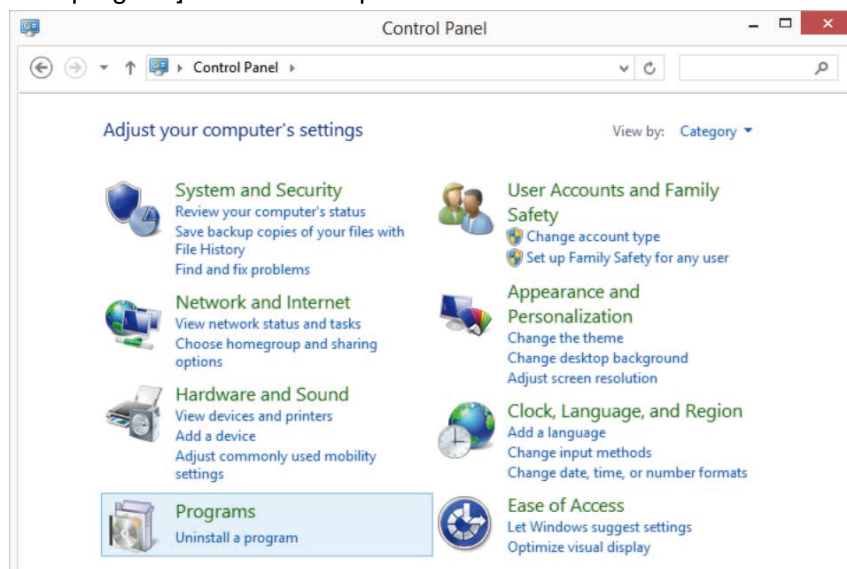 Control Panel
Control Panel
Adjust your computer's settings
View by: Category
System and Security
Review your computer's status
Save backup copies of your files with
File History
Find and fix problems
Network and Internet
View network status and tasks
Choose homegroup and sharing
options
Hardware and Sound
View devices and printers
Add a device
Adjust commonly used mobility
settings
Programs
Uninstall a program
User Accounts and Family
Safety
Change account type
Set up Family Safety for any user
Appearance and
Personalization
Change the theme
Change desktop background
Adjust screen resolution
Clock, Language, and Region
Add a language
Change input methods
Change date, time, or number formats
Ease of Access
Let Windows suggest settings
Optimize visual display